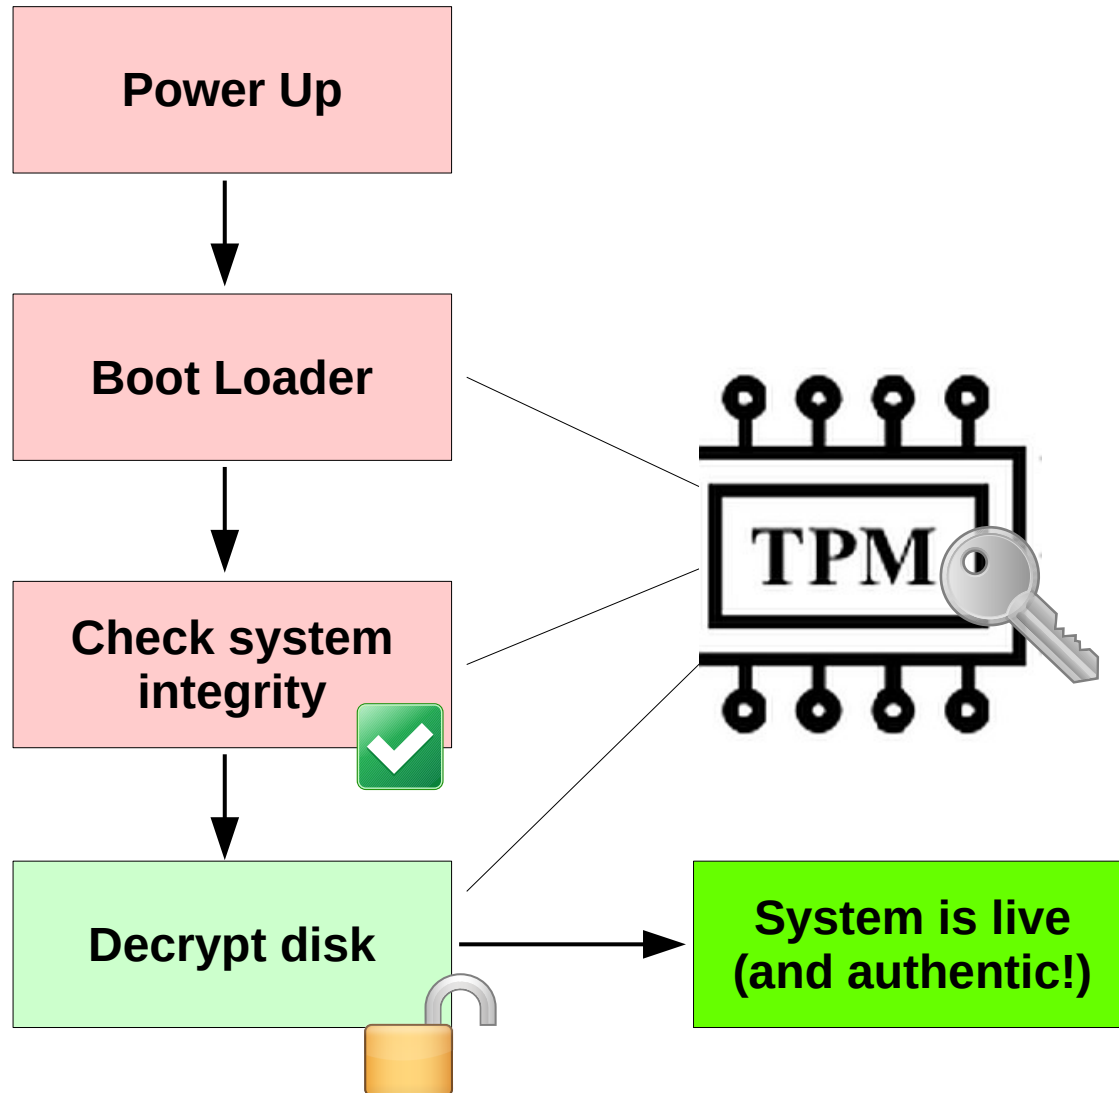 Power Up
Boot Loader
TPM
Check system
integrity
Decrypt disk
System is live
(and authentic!)